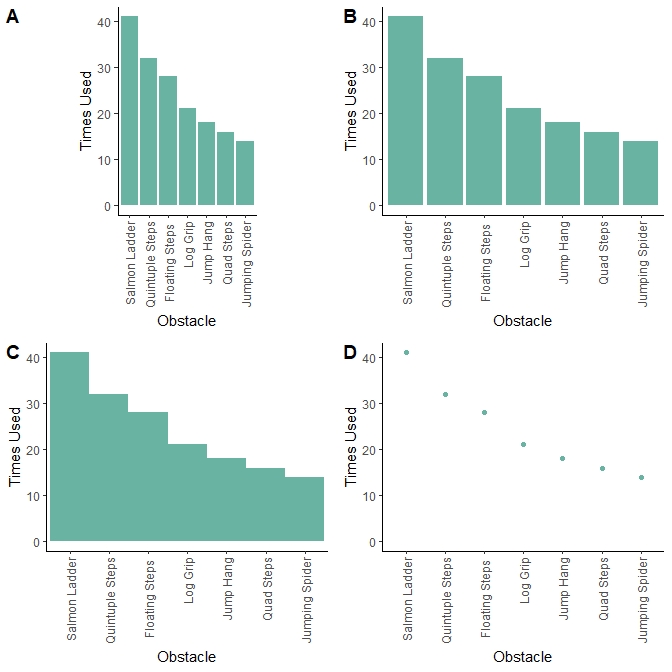 A
Times Used
40
30
20
10
0
Salmon Ladder
Quintuple Steps
Floating Steps
Log Grip
Jump Hang
Quad Steps
Jumping Spider
Obstacle
B
Times Used
40
30
20
10
0
Salmon Ladder
Quintuple Steps
Floating Steps
Log Grip
Jump Hang
Quad Steps
Jumping Spider
Obstacle
C
Times Used
40
30
20
10
0
Salmon Ladder
Quintuple Steps
Floating Steps
Log Grip
Jump Hang
Quad Steps
Jumping Spider
Obstacle
D
Times Used
40
30
20
10
0
Salmon Ladder
Quintuple Steps
Floating Steps
Log Grip
Jump Hang
Quad Steps
Jumping Spider
Obstacle